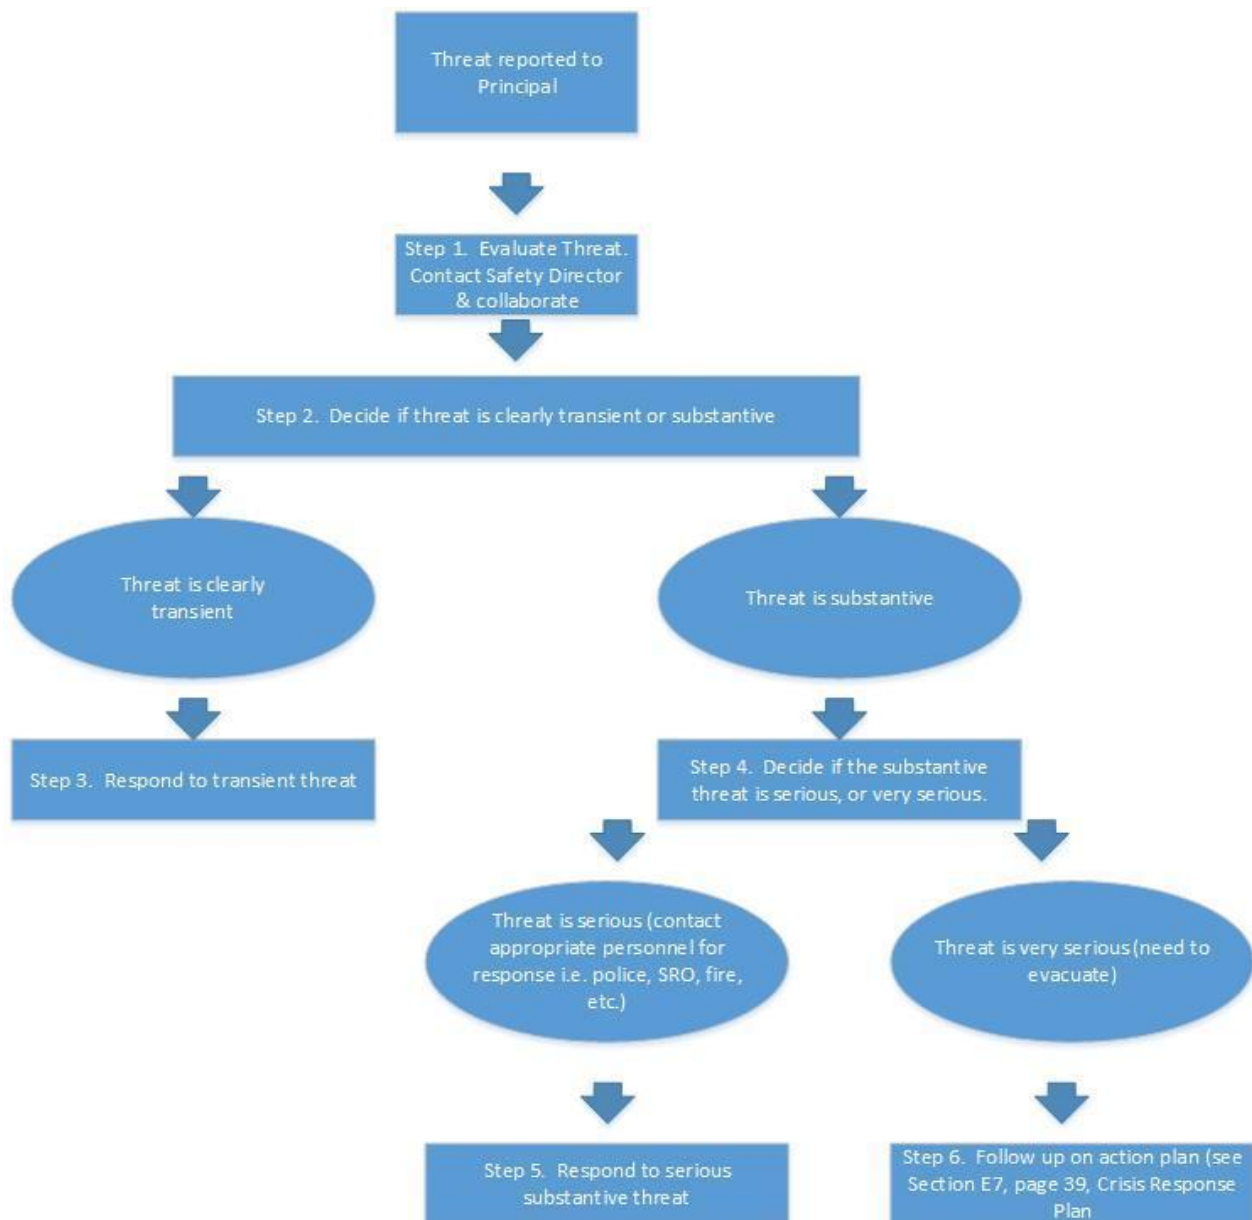 Threat reported to
Principal
Step 1.  Evaluate Threat.
Contact Safety Director
& collaborate
Step 2.  Decide if threat is clearly transient or substantive
Threat is clearly
transient
Threat is substantive
Step 3.  Respond to transient threat
Step 4.  Decide if the substantive
threat is serious, or very serious.
Threat is serious (contact
appropriate personnel for
response i.e. police, SRO, fire,
etc.)
Threat is very serious (need to
evacuate)
Step 5.  Respond to serious
substantive threat
Step 6.  Follow up on action plan (see
Section E7, page 39, Crisis Response
Plan